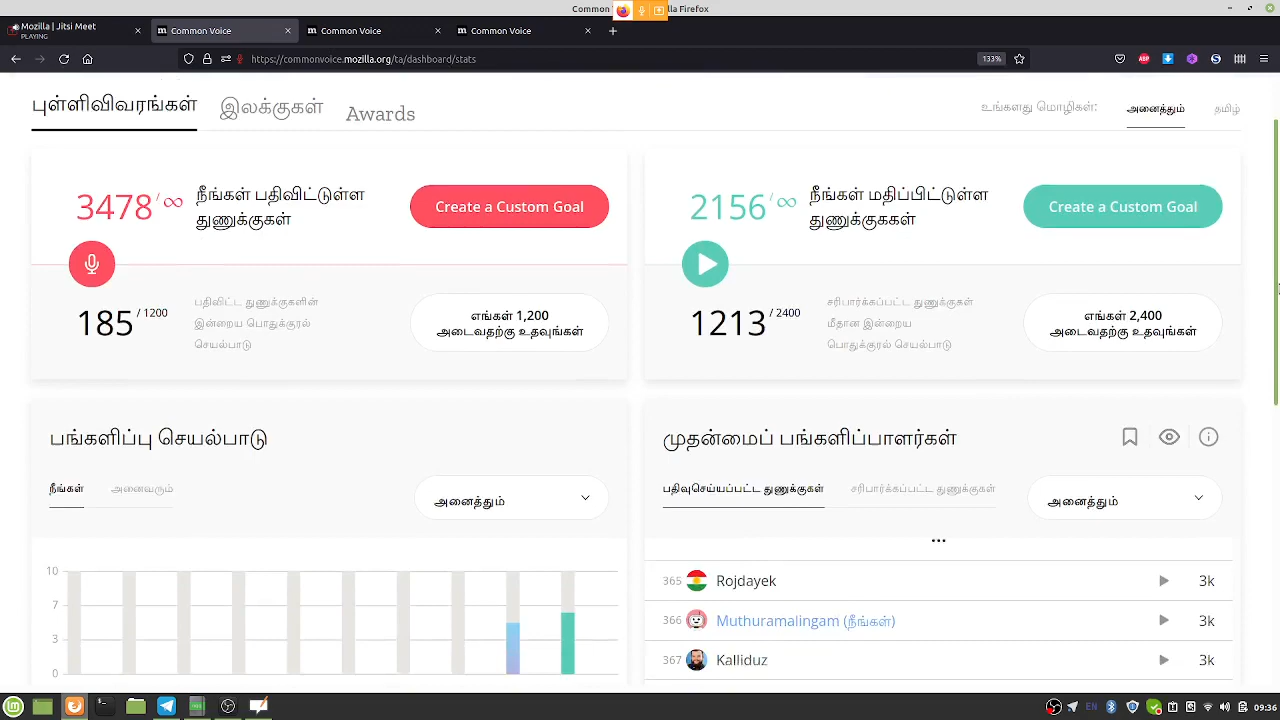 Common
lla Firefox
Mozilla | Jitsi Meet
PLAYING
Common Voice
Common Voice
Common Voice
https://commonvoice.mozilla.org/ta/dashboard/stats
133%
புள்ளிவிவரங்கள்
இலக்குகள்
Awards
உங்களது மொழிகள்:
அனைத்தும்
தமிழ்
3478 / ∞
நீங்கள் பதிவிட்டுள்ள
துணுக்குகள்
Create a Custom Goal
185 / 1200
பதிவிட்ட துணுக்குகளின்
இன்றைய பொதுக்குரல்
செயல்பாடு
எங்கள் 1,200
அடைவதற்கு உதவுங்கள்
2156 / ∞
நீங்கள் மதிப்பிட்டுள்ள
துணுக்குககள்
Create a Custom Goal
1213 / 2400
சரிபார்க்கப்பட்ட துணுக்குகள்
மீதான இன்றைய
பொதுக்குரல் செயல்பாடு
எங்கள் 2,400
அடைவதற்கு உதவுங்கள்
பங்களிப்பு செயல்பாடு
நீங்கள்
அனைவரும்
அனைத்தும்
10
7
3
0
முதன்மைப் பங்களிப்பாளர்கள்
பதிவுசெய்யப்பட்ட துணுக்குகள்
சரிபார்க்கப்பட்ட துணுக்குகள்
அனைத்தும்
...
365 Rojdayek 3k
366 Muthuramalingam (நீங்கள்) 3k
367 Kalliduz 3k
EN
09:36